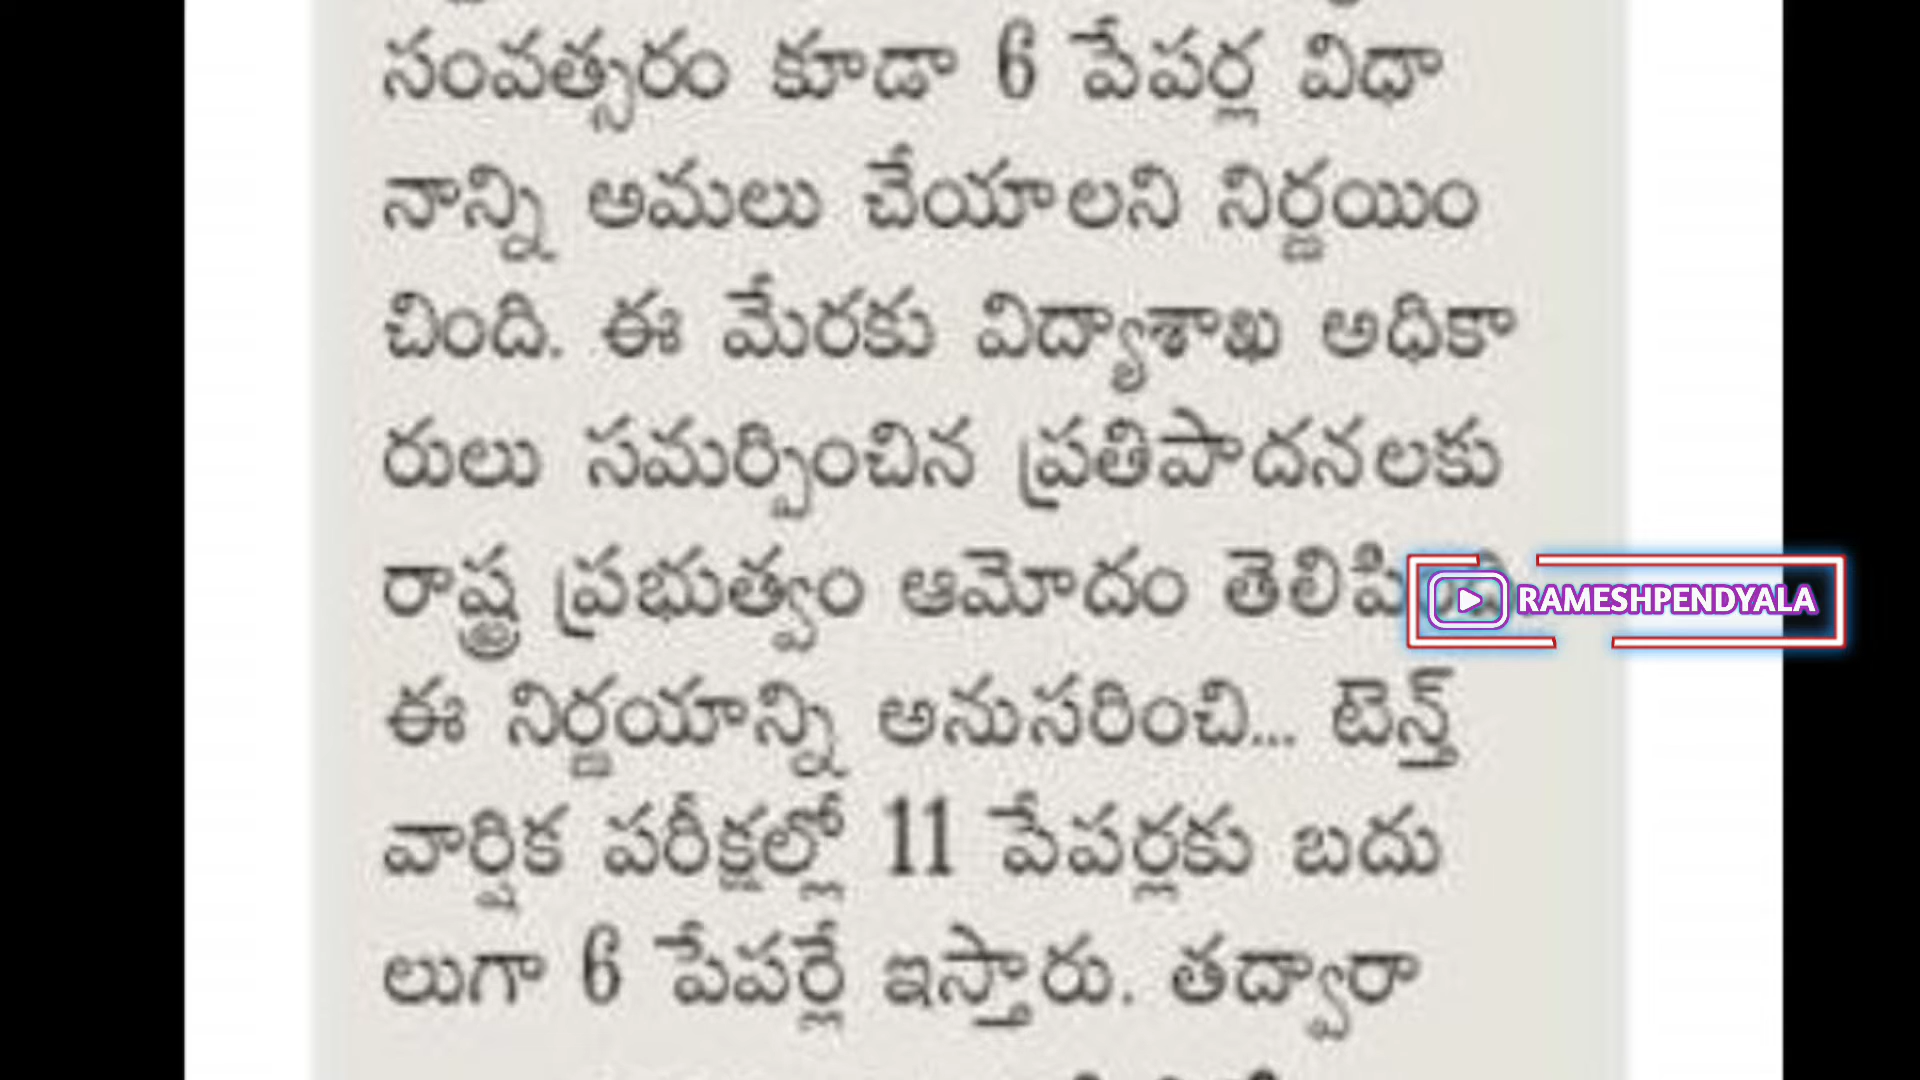 సంవత్సరం కూడా 6 పేపర్ల విధా
నాన్ని అమలు చేయాలని నిర్ణయిం
చింది. ఈ మేరకు విద్యాశాఖ అధికా
రులు సమర్పించిన ప్రతిపాదనలకు
రాష్ట్ర ప్రభుత్వం ఆమోదం
RAMESHPENDYALA
ఈ నిర్ణయాన్ని అనుసరించి... టెన్త్
వార్షిక పరీక్షల్లో 11 పేపర్లకు బదు
లుగా 6 పేపర్లే ఇస్తారు. తద్వారా